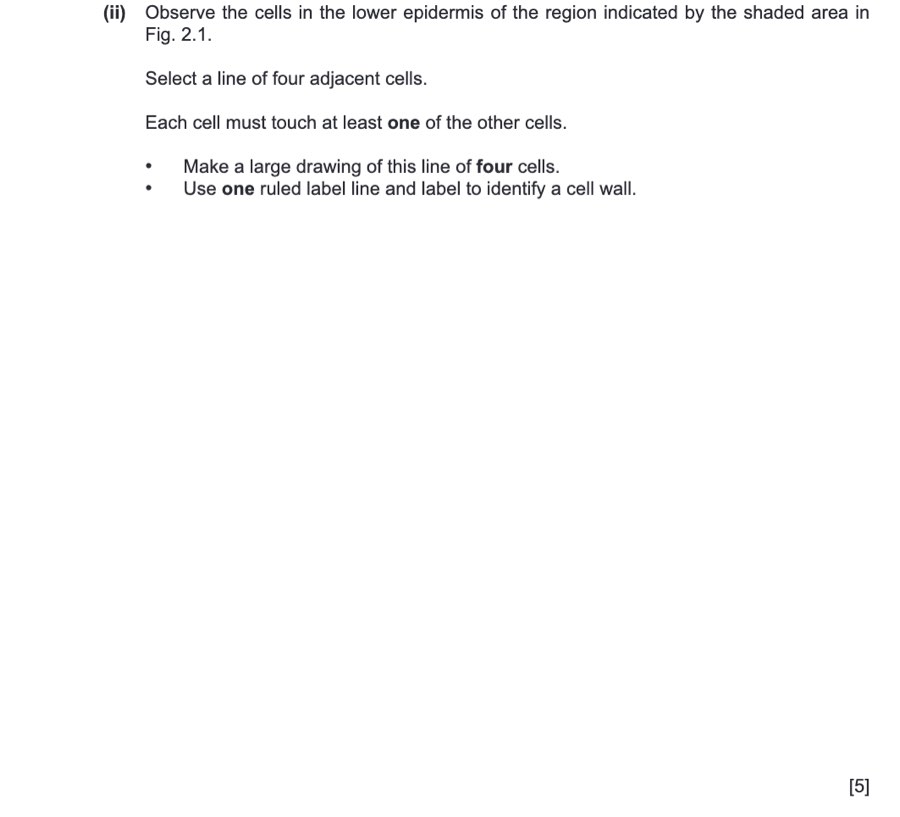 (ii) Observe the cells in the lower epidermis of the region indicated by the shaded area in
Fig. 2.1.
Select a line of four adjacent cells.
Each cell must touch at least one of the other cells.
• Make a large drawing of this line of four cells.
• Use one ruled label line and label to identify a cell wall.
[5]